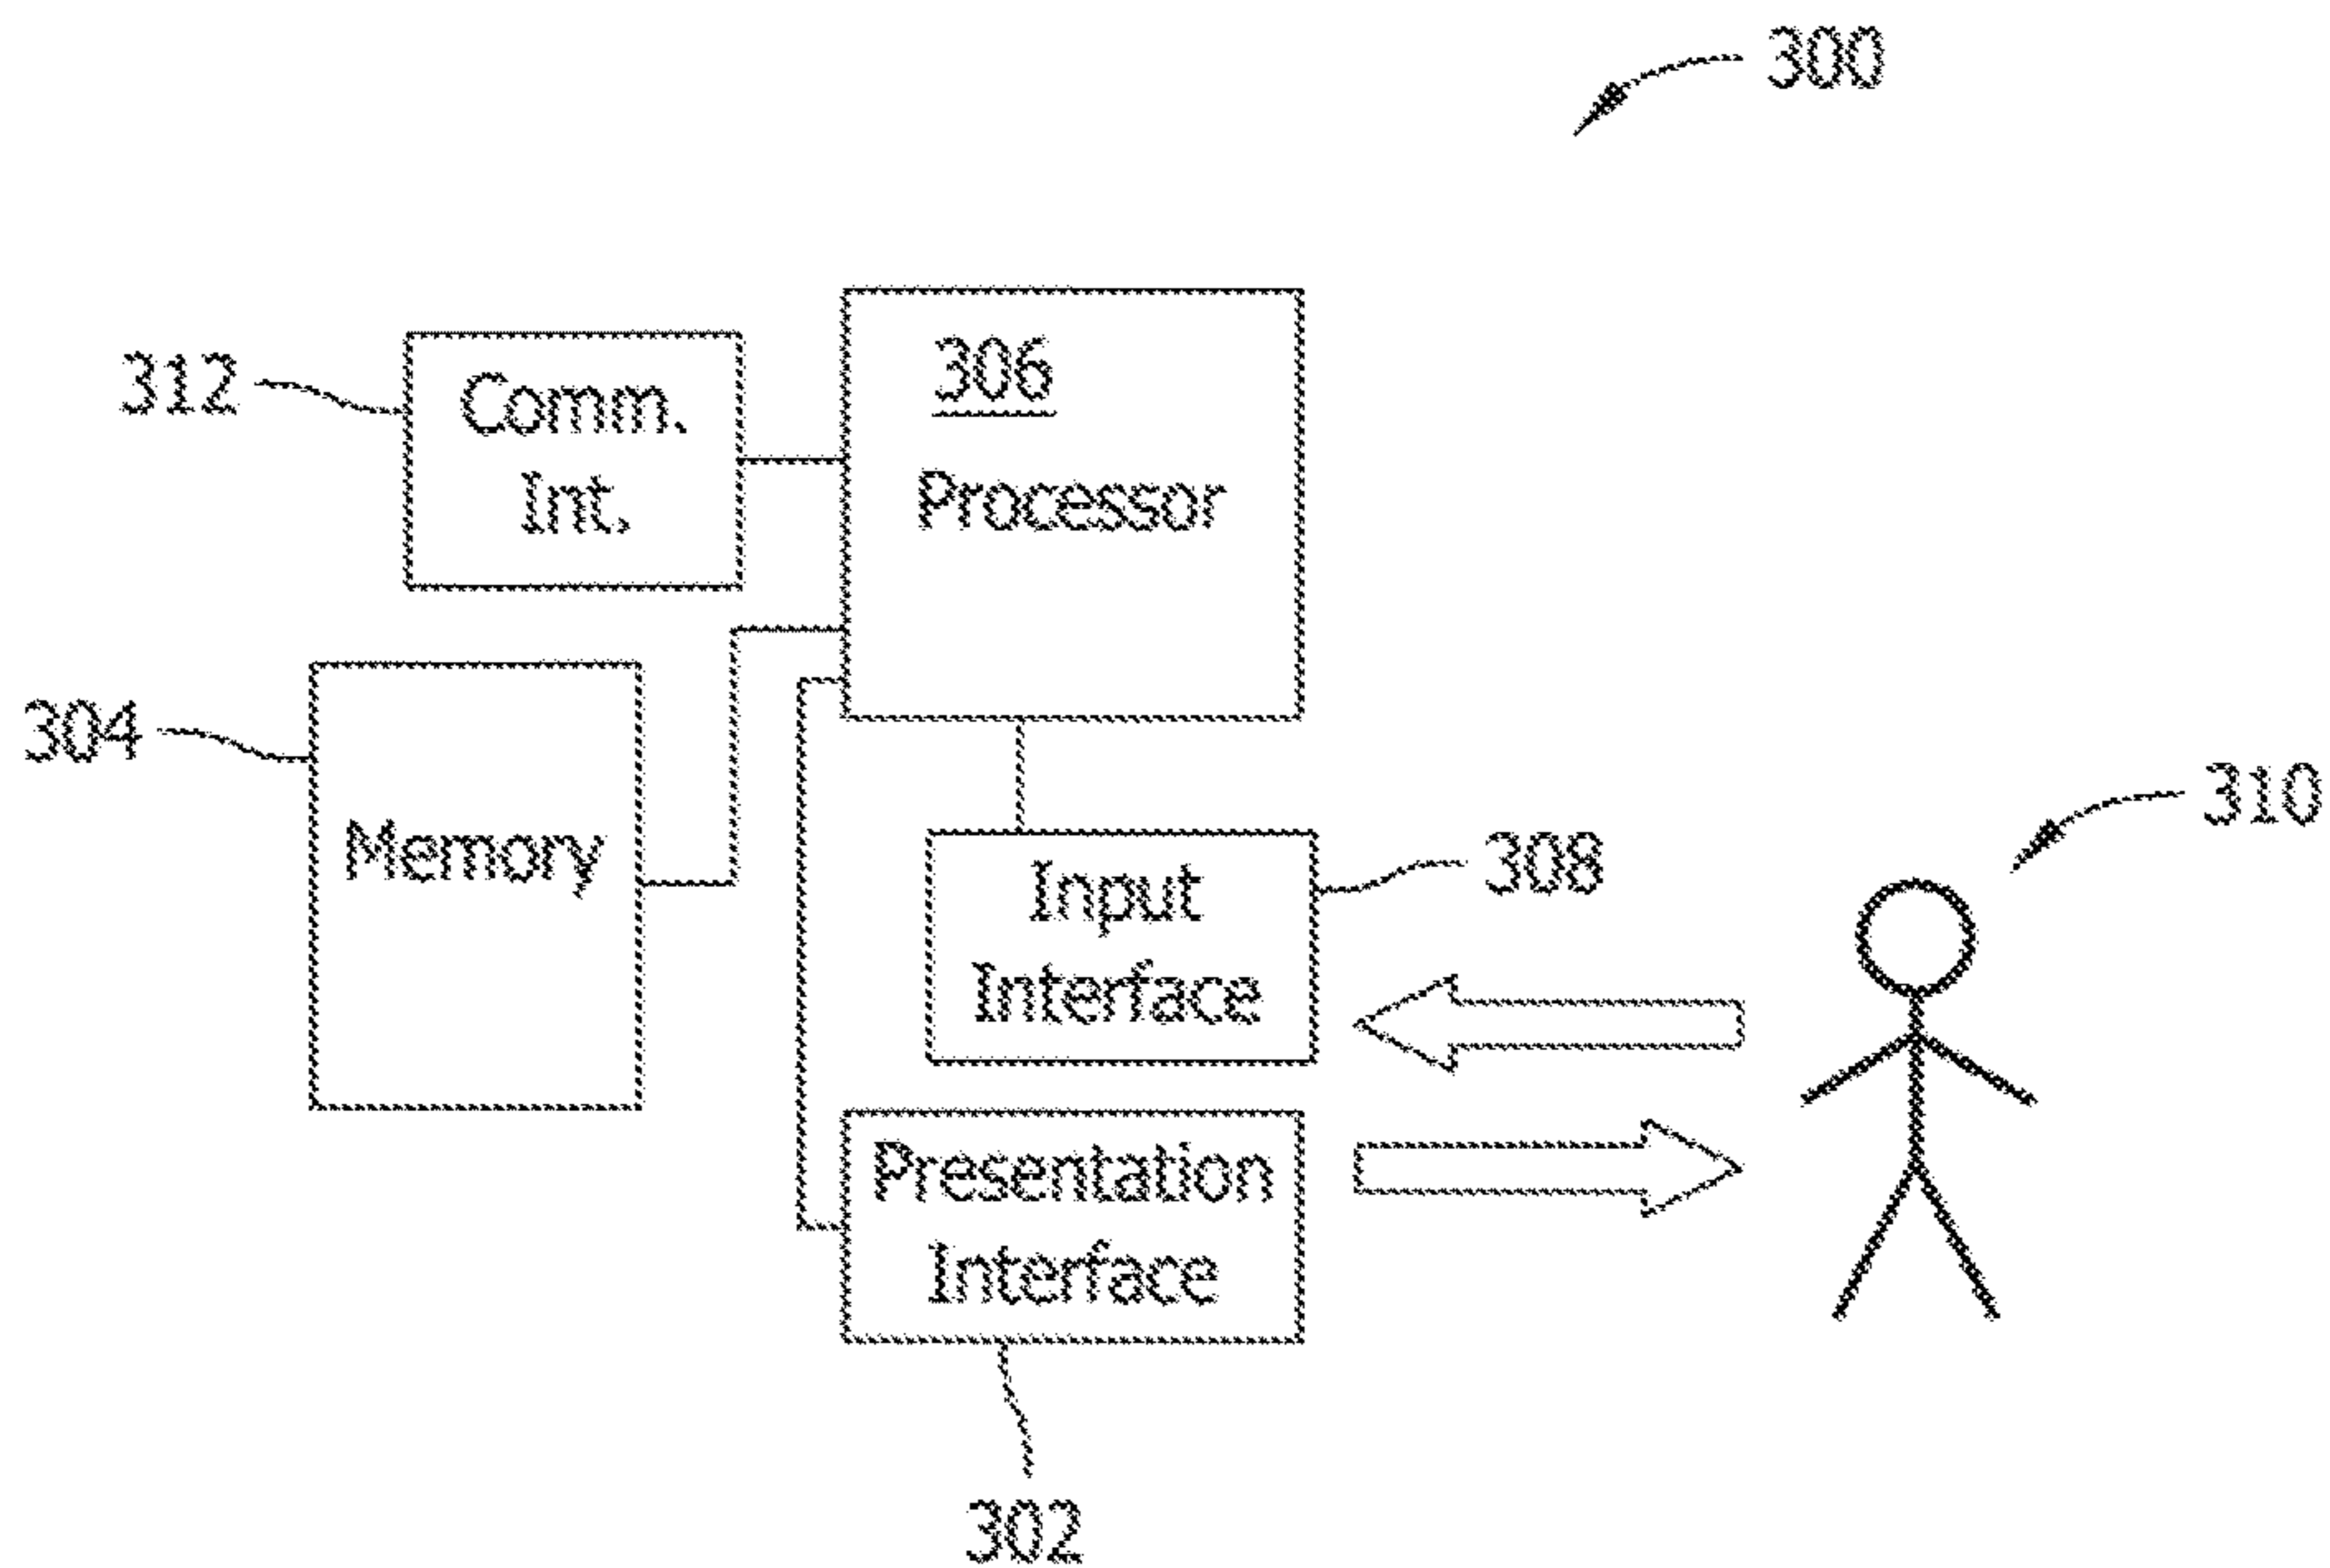 300
312
Comm.
Int.
306
Processor
304
Memory
Input
Interface
308
310
Presentation
Interface
302